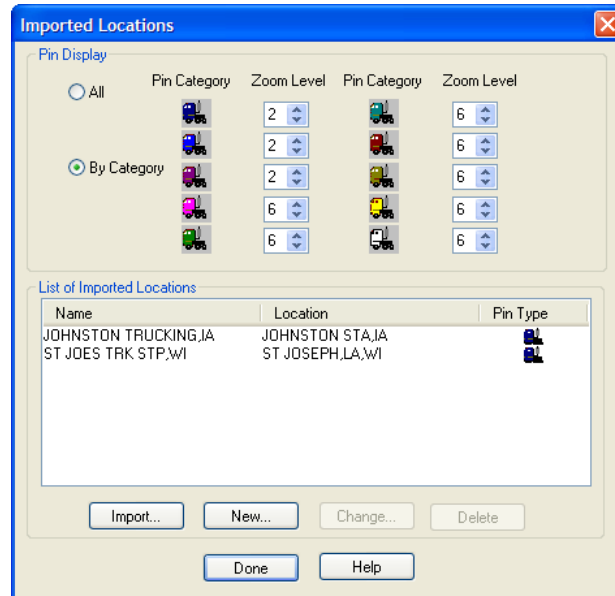 Imported Locations
Pin Display
All
Pin Category Zoom Level Pin Category Zoom Level
2 6
2 6
By Category 2 6
6 6
6 6
List of Imported Locations
Name Location Pin Type
JOHNSTON TRUCKING,IA JOHNSTON STA,IA
ST JOES TRK STP,WI ST JOSEPH,LA,WI
Import... New... Change... Delete
Done Help